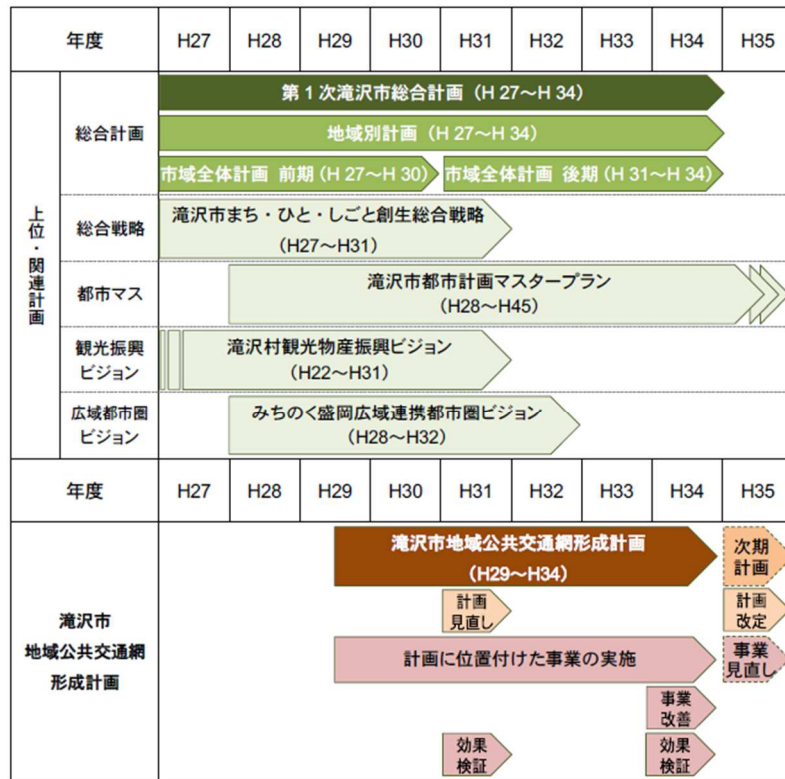 年度 H27 H28 H29 H30 H31 H32 H33 H34 H35
上位・関連計画
総合計画
第1次滝沢市総合計画 (H 27～H 34)
地域別計画 (H 27～H 34)
市域全体計画 前期 (H 27～H 30) 市域全体計画 後期 (H 31～H 34)
総合戦略
滝沢市まち・ひと・しごと創生総合戦略
(H27～H31)
都市マス
滝沢市都市計画マスタープラン
(H28～H45)
観光振興
ビジョン
滝沢村観光物産振興ビジョン
(H22～H31)
広域都市圏
ビジョン
みちのく盛岡広域連携都市圏ビジョン
(H28～H32)
年度 H27 H28 H29 H30 H31 H32 H33 H34 H35
滝沢市
地域公共交通網
形成計画
滝沢市地域公共交通網形成計画
(H29～H34)
次期
計画
計画
見直し
計画
改定
計画に位置付けた事業の実施
事業
見直し
事業
改善
効果
検証
効果
検証